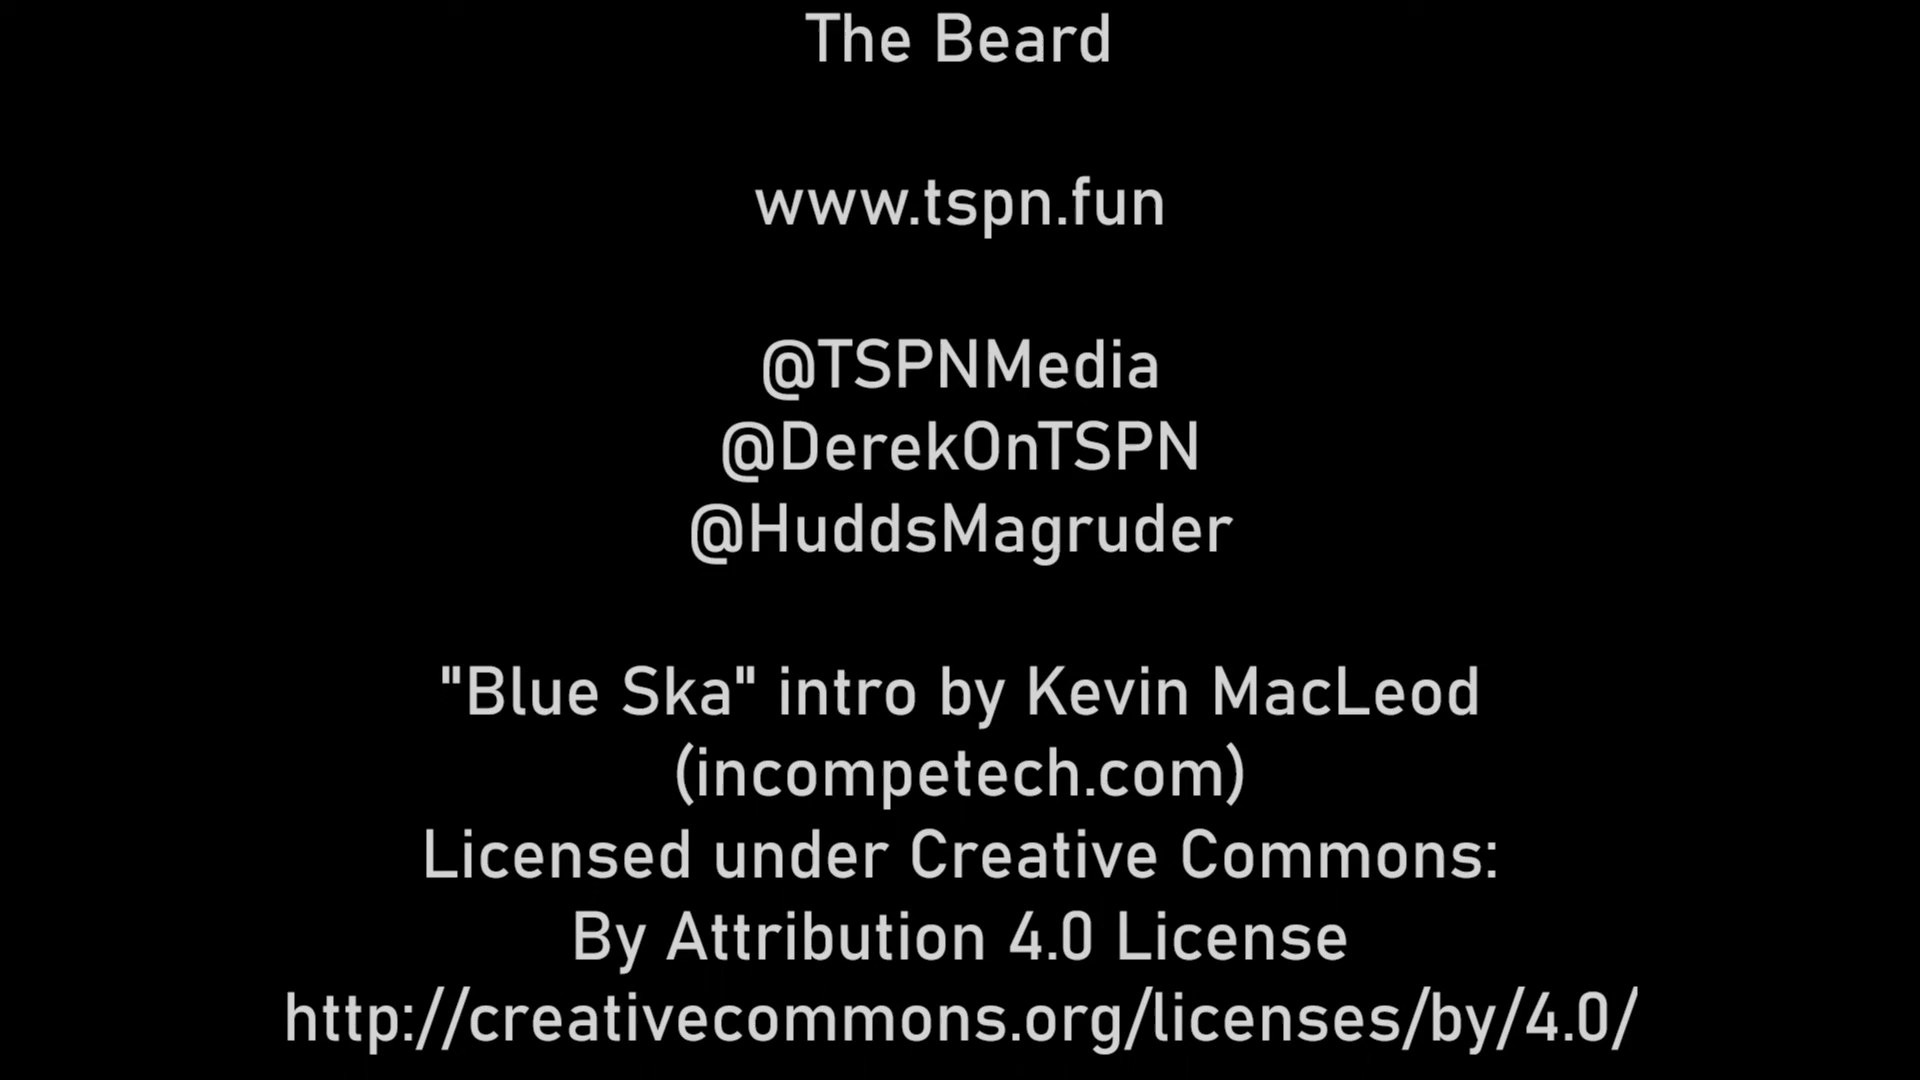 The Beard
www.tspn.fun
@TSPNMedia
@DerekOnTSPN
@HuddsMagruder
"Blue Ska" intro by Kevin MacLeod
(incompetech.com)
Licensed under Creative Commons:
By Attribution 4.0 License
http://creativecommons.org/licenses/by/4.0/